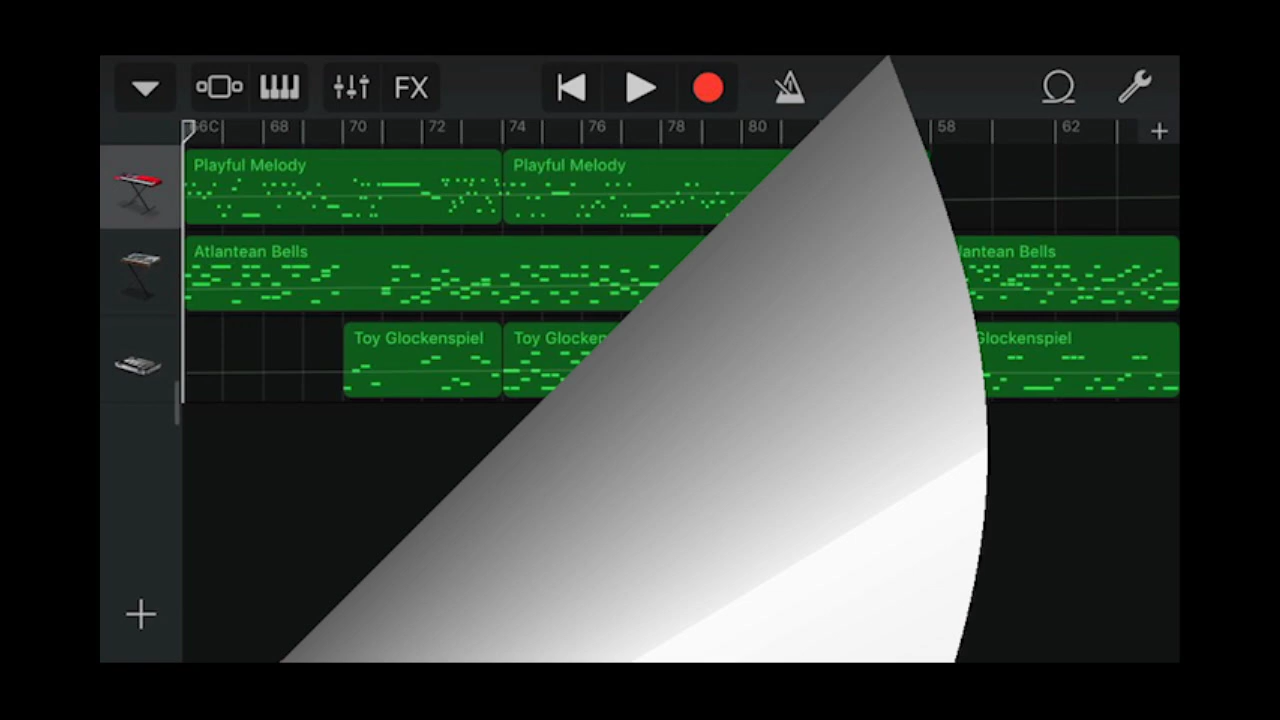 FX
66C 68 70 72 74 76 78 80 58 62
Playful Melody Playful Melody
Atlantean Bells lantean Bells
Toy Glockenspiel Toy Glocken Glockenspiel